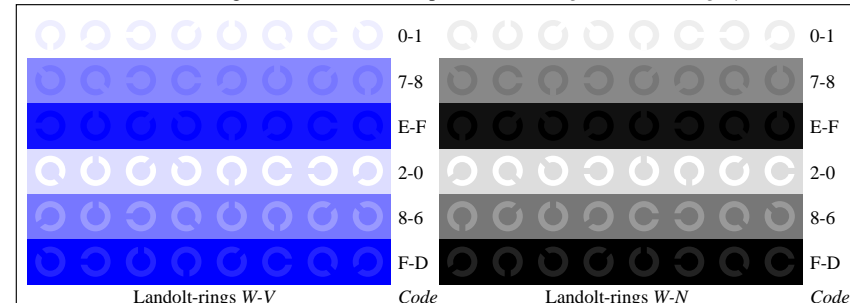 0-1 0-1
7-8 7-8
E-F E-F
2-0 2-0
8-6 8-6
F-D F-D
Landolt-rings W-V Code Landolt-rings W-N Code